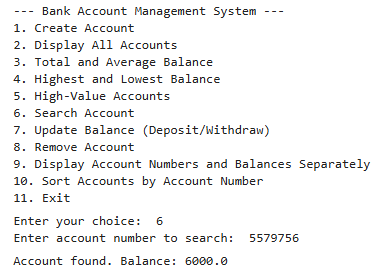 --- Bank Account Management System ---
1. Create Account
2. Display All Accounts
3. Total and Average Balance
4. Highest and Lowest Balance
5. High-Value Accounts
6. Search Account
7. Update Balance (Deposit/Withdraw)
8. Remove Account
9. Display Account Numbers and Balances Separately
10. Sort Accounts by Account Number
11. Exit
Enter your choice:  6
Enter account number to search:  5579756
Account found. Balance: 6000.0